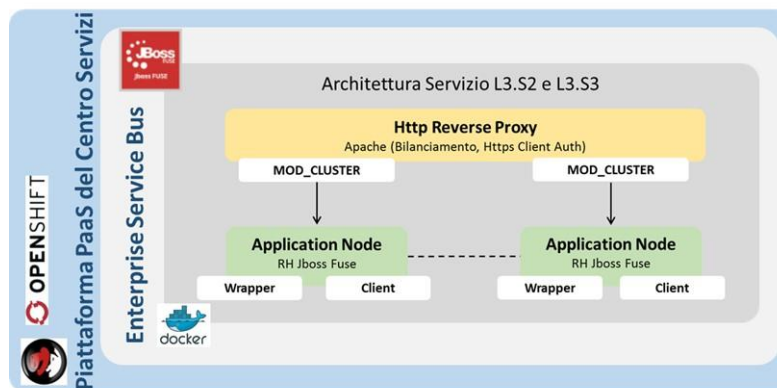 OPENSHIFT
Piattaforma PaaS del Centro Servizi
Enterprise Service Bus
JBoss
FUSE
Jboss FUSE
Architettura Servizio L3.S2 e L3.S3
Http Reverse Proxy
Apache (Bilanciamento, Https Client Auth)
MOD_CLUSTER
MOD_CLUSTER
Application Node
RH Jboss Fuse
Wrapper
Client
Application Node
RH Jboss Fuse
Wrapper
Client
docker